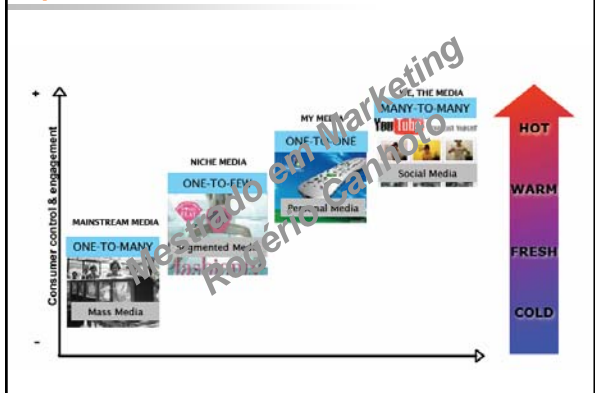 +
Consumer control & engagement
-
MAINSTREAM MEDIA
ONE-TO-MANY
Mass Media
NICHE MEDIA
ONE-TO-FEW
Segmented Media
MY MEDIA
ONE-TO-ONE
Personal Media
WE, THE MEDIA
MANY-TO-MANY
YouTube
Social Media
HOT
WARM
FRESH
COLD
Mestrado em Marketing
Rogério Canhoto